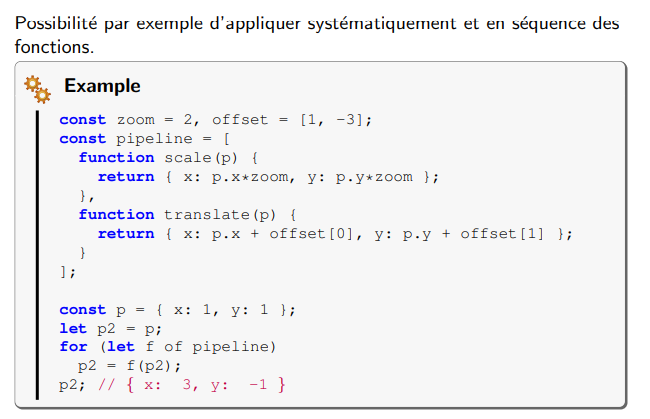 Possibilité par exemple d'appliquer systématiquement et en séquence des
fonctions.
Example
const zoom = 2, offset = [1, -3];
const pipeline = [
  function scale(p) {
    return { x: p.x*zoom, y: p.y*zoom };
  },
  function translate(p) {
    return { x: p.x + offset[0], y: p.y + offset[1] };
  }
];

const p = { x: 1, y: 1 };
let p2 = p;
for (let f of pipeline)
  p2 = f(p2);
p2; // { x:  3, y:  -1 }